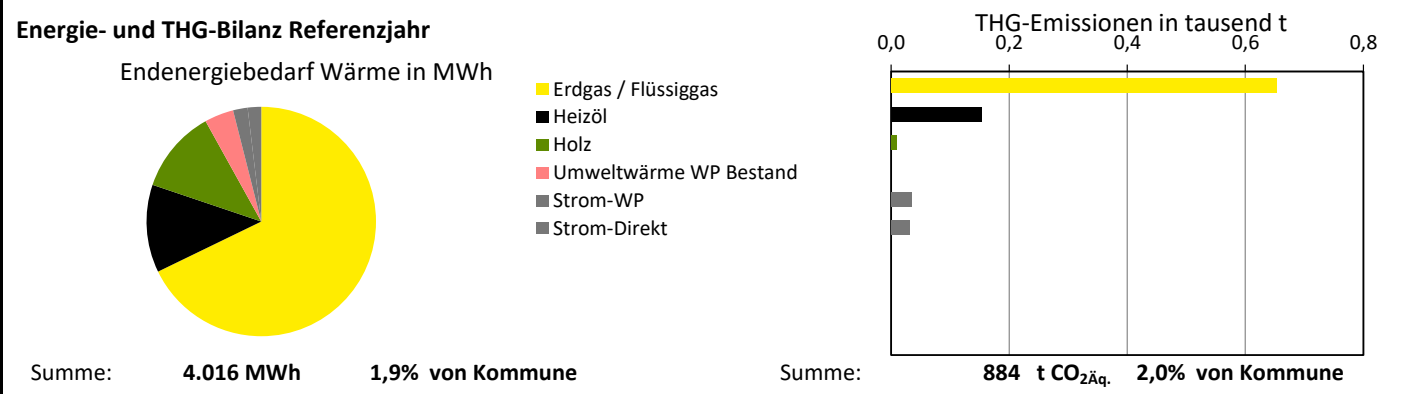 Energie- und THG-Bilanz Referenzjahr
Endenergiebedarf Wärme in MWh
Erdgas / Flüssiggas
Heizöl
Holz
Umweltwärme WP Bestand
Strom-WP
Strom-Direkt
Summe: 4.016 MWh 1,9% von Kommune
THG-Emissionen in tausend t
0,0 0,2 0,4 0,6 0,8
Summe: 884 t CO2Äq. 2,0% von Kommune